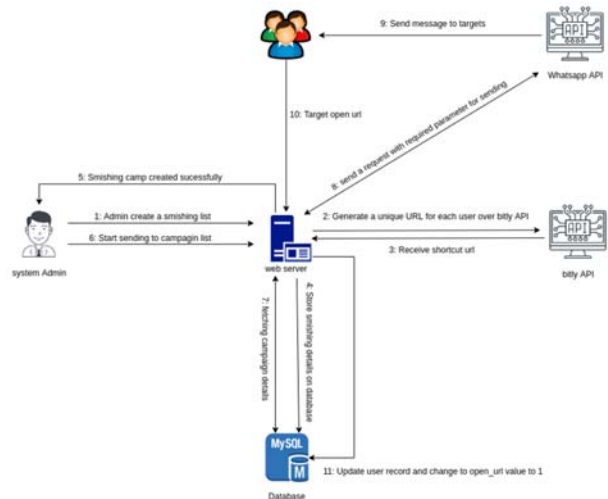 9: Send message to targets
API
Whatsapp API
10: Target open url
8: send a request with required parameter for sending
5: Smishing camp created sucessfully
1: Admin create a smishing list
6: Start sending to campagin list
system Admin
2: Generate a unique URL for each user over bitly API
3: Receive shortcut url
API
bitly API
web server
7: fetching campaign details
4: Store smishing details on database
MySQL
M
Database
11: Update user record and change to open_url value to 1